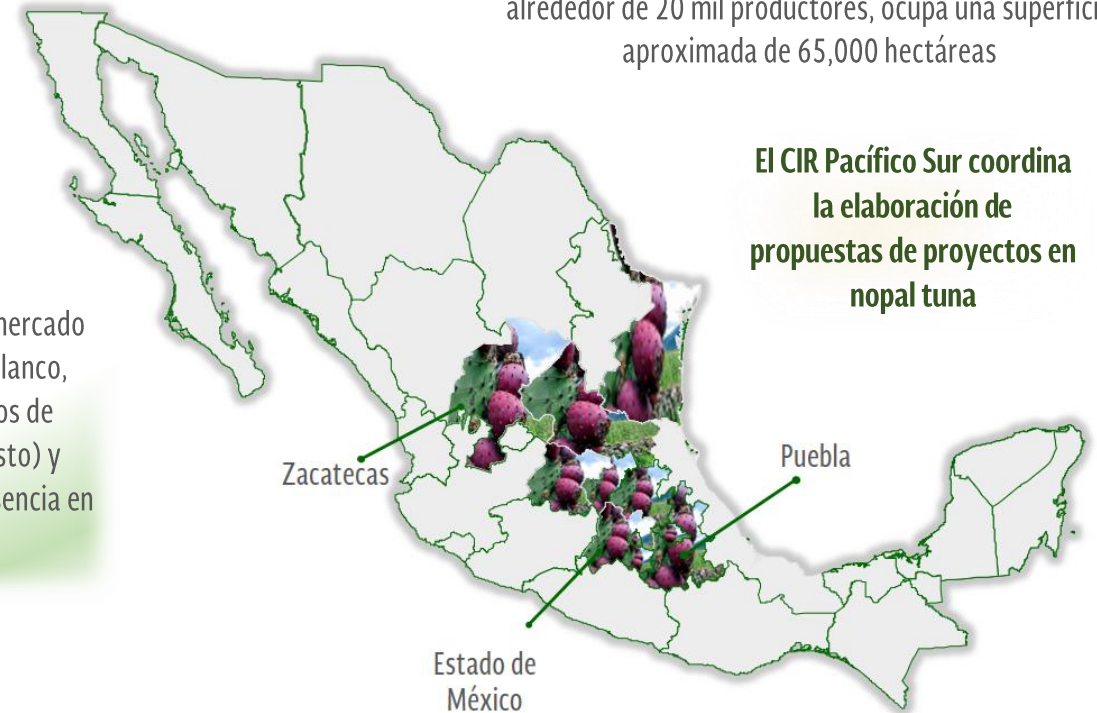 alrededor de 20 mil productores, ocupa una superfici
aproximada de 65,000 hectáreas
El CIR Pacífico Sur coordina
la elaboración de
propuestas de proyectos en
nopal tuna
mercado
lanco,
os de
sto) y
encia en
Zacatecas
Puebla
Estado de
México